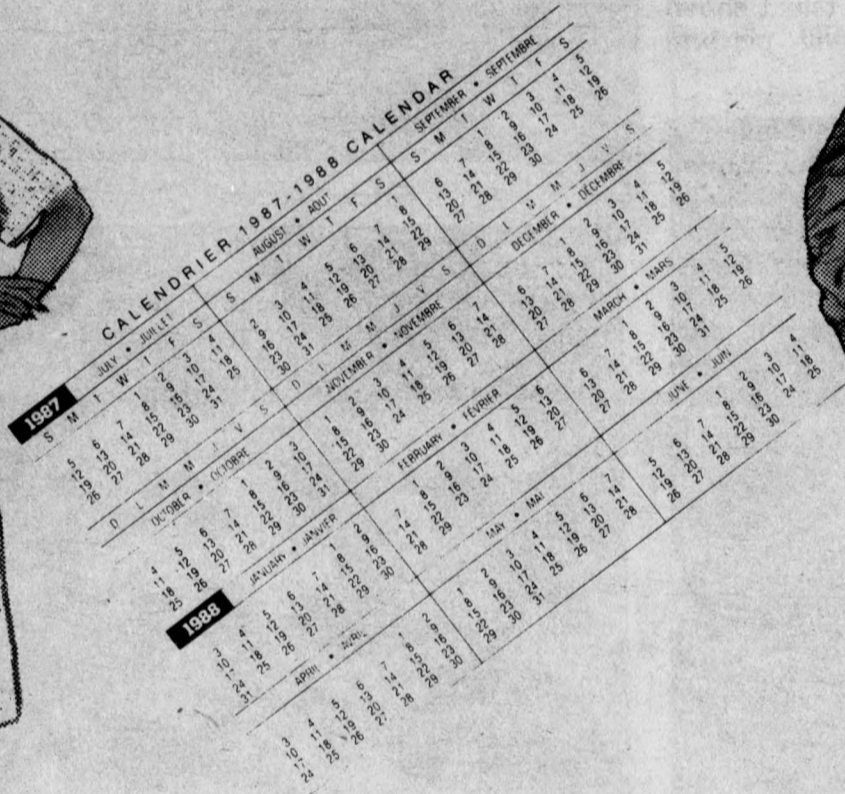 CALENDRIER 1987-1988 CALENDAR
1987
JULY • JUILLET
S M T W T F S
1 2 3 4
5 6 7 8 9 10 11
12 13 14 15 16 17 18
19 20 21 22 23 24 25
26 27 28 29 30 31
D L M M J V S
AUGUST • AOUT
S M T W T F S
1
2 3 4 5 6 7 8
9 10 11 12 13 14 15
16 17 18 19 20 21 22
23 24 25 26 27 28 29
30 31
D L M M J V S
SEPTEMBER • SEPTEMBRE
S M T W T F S
1 2 3 4 5
6 7 8 9 10 11 12
13 14 15 16 17 18 19
20 21 22 23 24 25 26
27 28 29 30
D L M M J V S
OCTOBER • OCTOBRE
1 2 3
4 5 6 7 8 9 10
11 12 13 14 15 16 17
18 19 20 21 22 23 24
25 26 27 28 29 30 31
NOVEMBER • NOVEMBRE
1 2 3 4 5 6 7
8 9 10 11 12 13 14
15 16 17 18 19 20 21
22 23 24 25 26 27 28
29 30
DECEMBER • DÉCEMBRE
1 2 3 4 5
6 7 8 9 10 11 12
13 14 15 16 17 18 19
20 21 22 23 24 25 26
27 28 29 30 31
1988
JANUARY • JANVIER
1 2
3 4 5 6 7 8 9
10 11 12 13 14 15 16
17 18 19 20 21 22 23
24 25 26 27 28 29 30
31
FEBRUARY • FÉVRIER
1 2 3 4 5 6
7 8 9 10 11 12 13
14 15 16 17 18 19 20
21 22 23 24 25 26 27
28 29
MARCH • MARS
1 2 3 4 5
6 7 8 9 10 11 12
13 14 15 16 17 18 19
20 21 22 23 24 25 26
27 28 29 30 31
APRIL • AVRIL
1 2
3 4 5 6 7 8 9
10 11 12 13 14 15 16
17 18 19 20 21 22 23
24 25 26 27 28 29 30
MAY • MAI
1 2 3 4 5 6 7
8 9 10 11 12 13 14
15 16 17 18 19 20 21
22 23 24 25 26 27 28
29 30 31
JUNE • JUIN
1 2 3 4
5 6 7 8 9 10 11
12 13 14 15 16 17 18
19 20 21 22 23 24 25
26 27 28 29 30